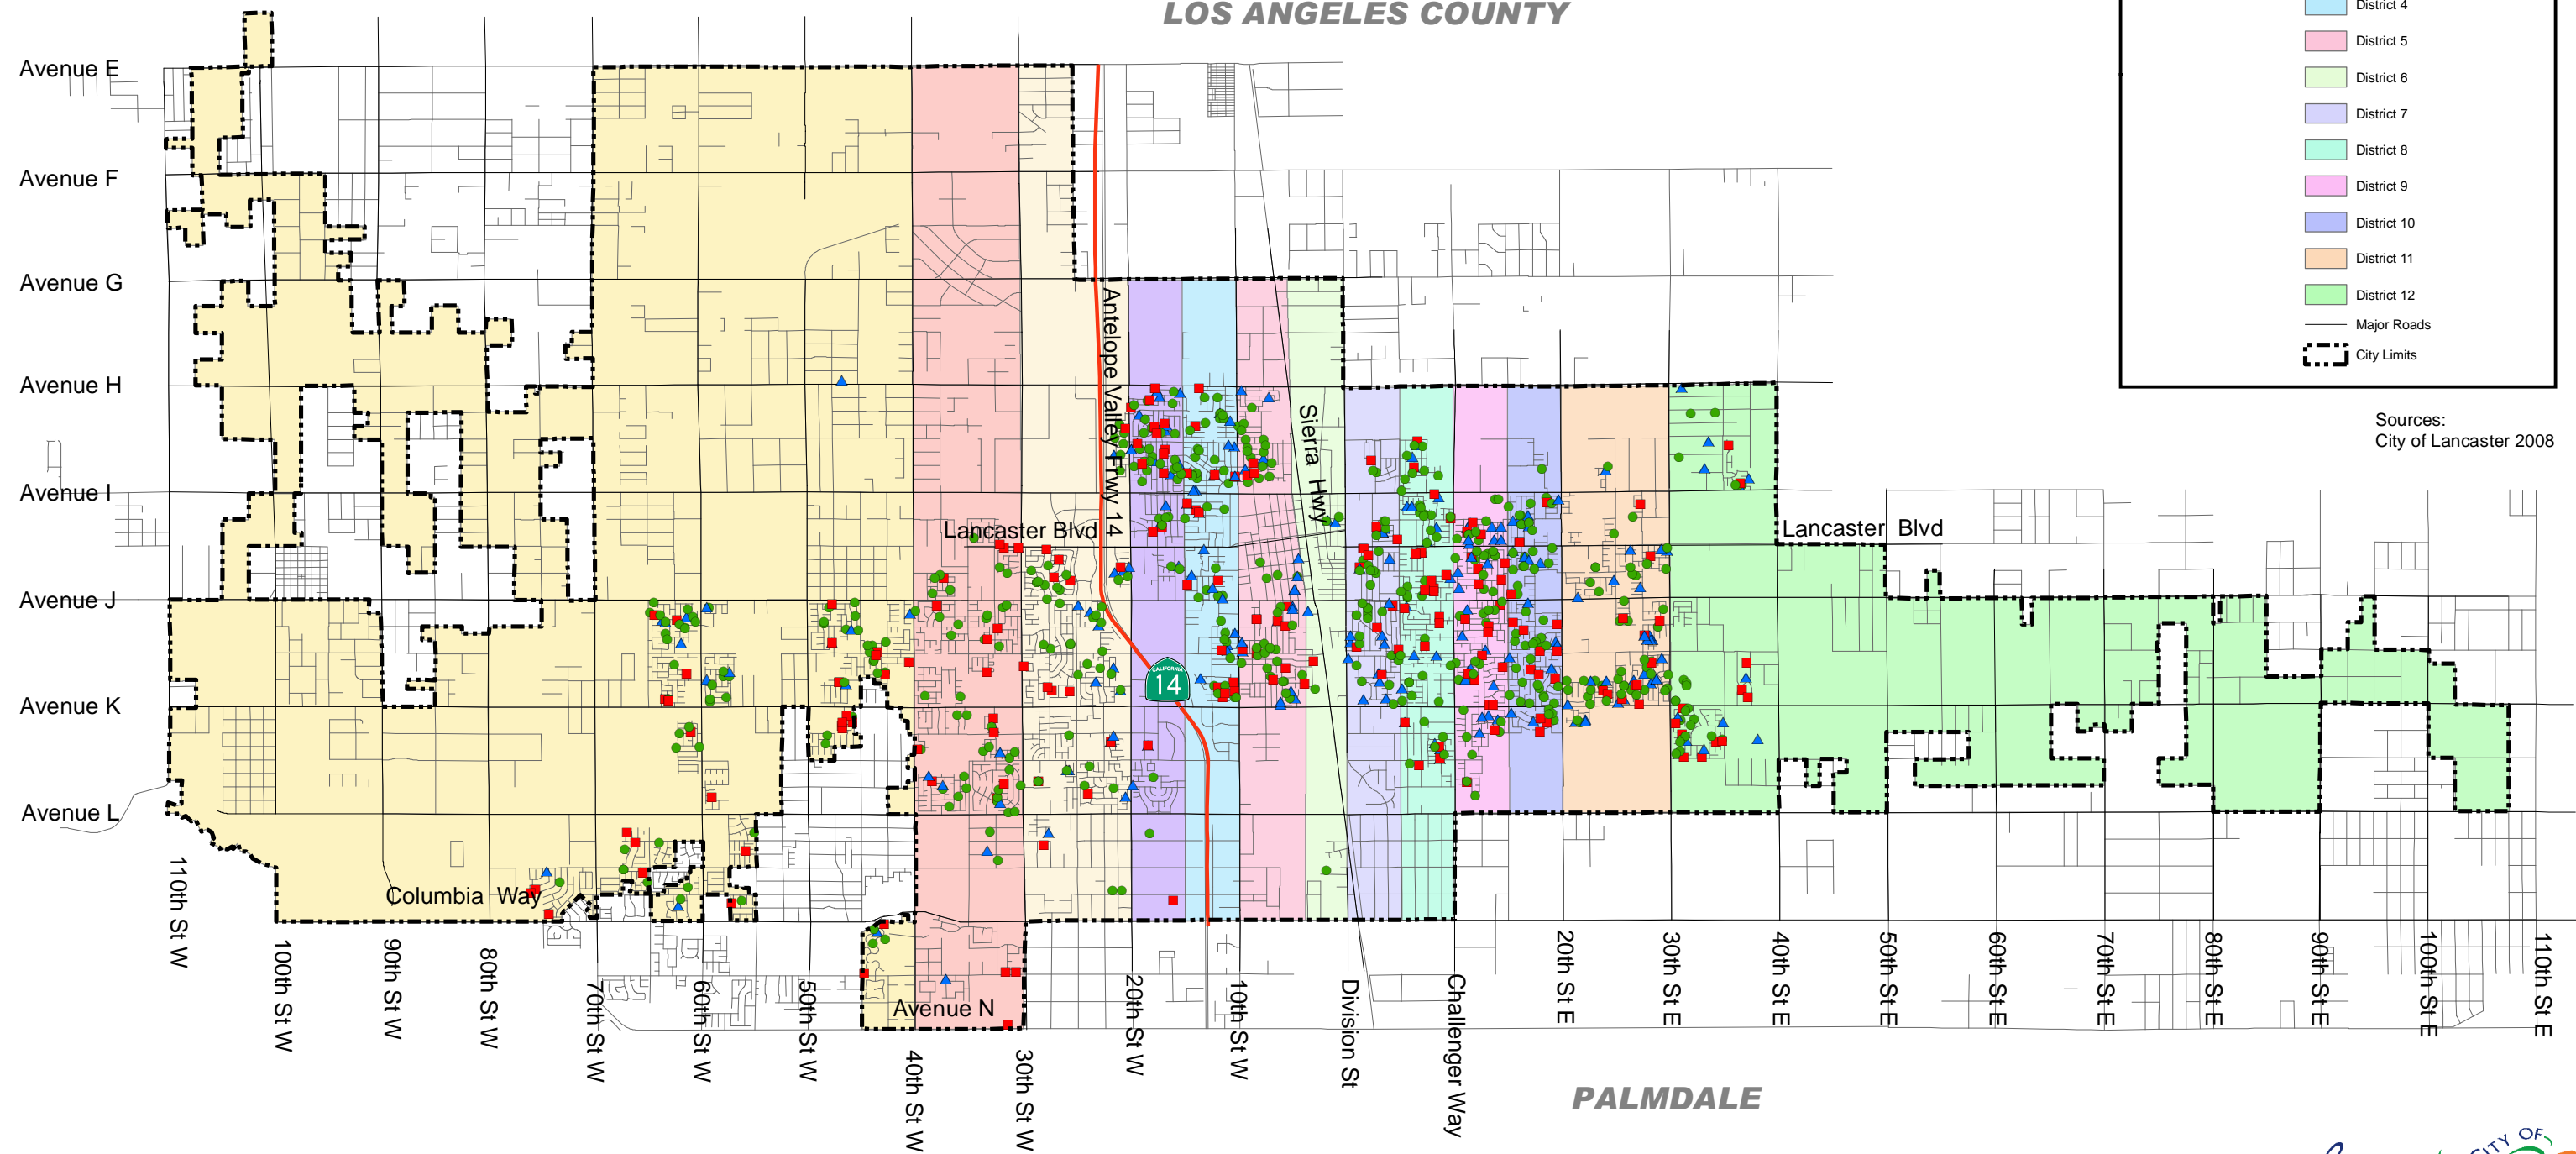 LOS ANGELES COUNTY
District 4
District 5
District 6
District 7
District 8
District 9
District 10
District 11
District 12
Major Roads
City Limits
Sources:
City of Lancaster 2008
Avenue E
Avenue F
Avenue G
Avenue H
Avenue I
Avenue J
Avenue K
Avenue L
Antelope Valley Frwy 14
Sierra Hwy
Lancaster Blvd
Lancaster Blvd
CALIFORNIA
14
Columbia Way
Avenue N
110th St W
100th St W
90th St W
80th St W
70th St W
60th St W
50th St W
40th St W
30th St W
20th St W
10th St W
Division St
Challenger Way
20th St E
30th St E
40th St E
50th St E
60th St E
70th St E
80th St E
90th St E
100th St E
110th St E
PALMDALE
CITY OF